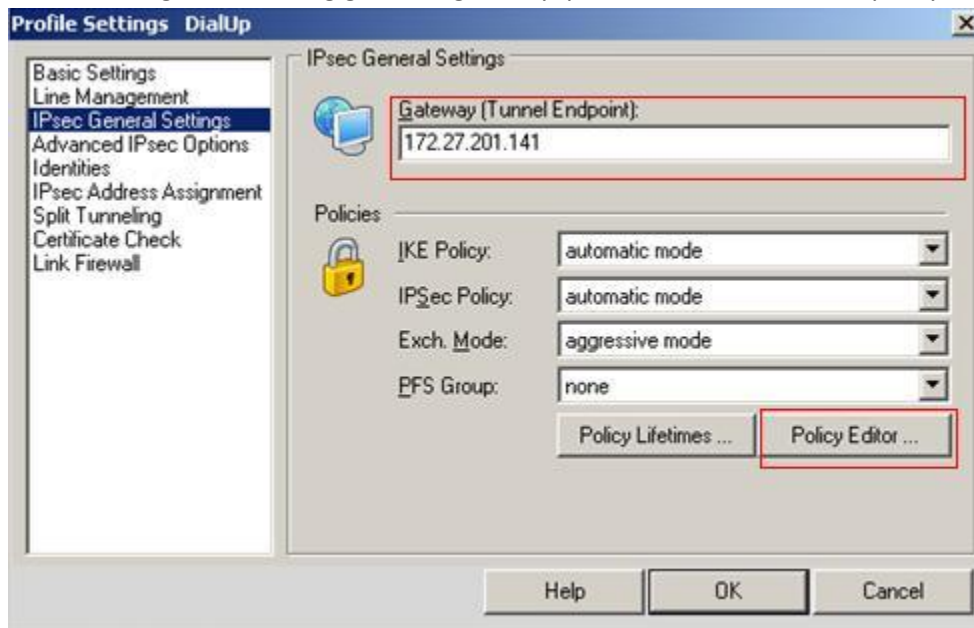 Profile Settings DialUp
Basic Settings
Line Management
IPsec General Settings
Advanced IPsec Options
Identities
IPsec Address Assignment
Split Tunneling
Certificate Check
Link Firewall
IPsec General Settings
Gateway (Tunnel Endpoint):
172.27.201.141
Policies
IKE Policy: automatic mode
IPSec Policy: automatic mode
Exch. Mode: aggressive mode
PFS Group: none
Policy Lifetimes ... Policy Editor ...
Help OK Cancel